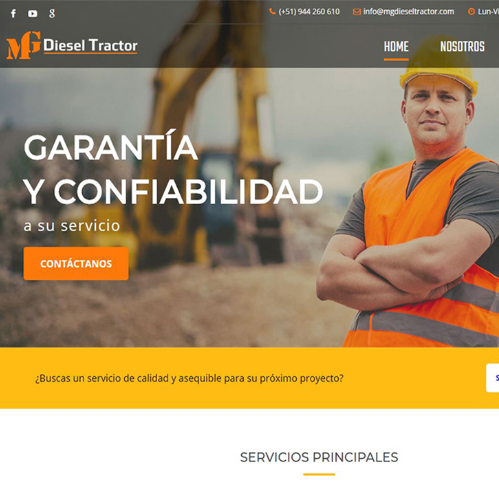 (+51) 944 260 610 info@mgdieseltractor.com Lun-Vi
MG Diesel Tractor
HOME NOSOTROS
GARANTÍA
Y CONFIABILIDAD
a su servicio
CONTÁCTANOS
¿Buscas un servicio de calidad y asequible para su próximo proyecto?
SERVICIOS PRINCIPALES